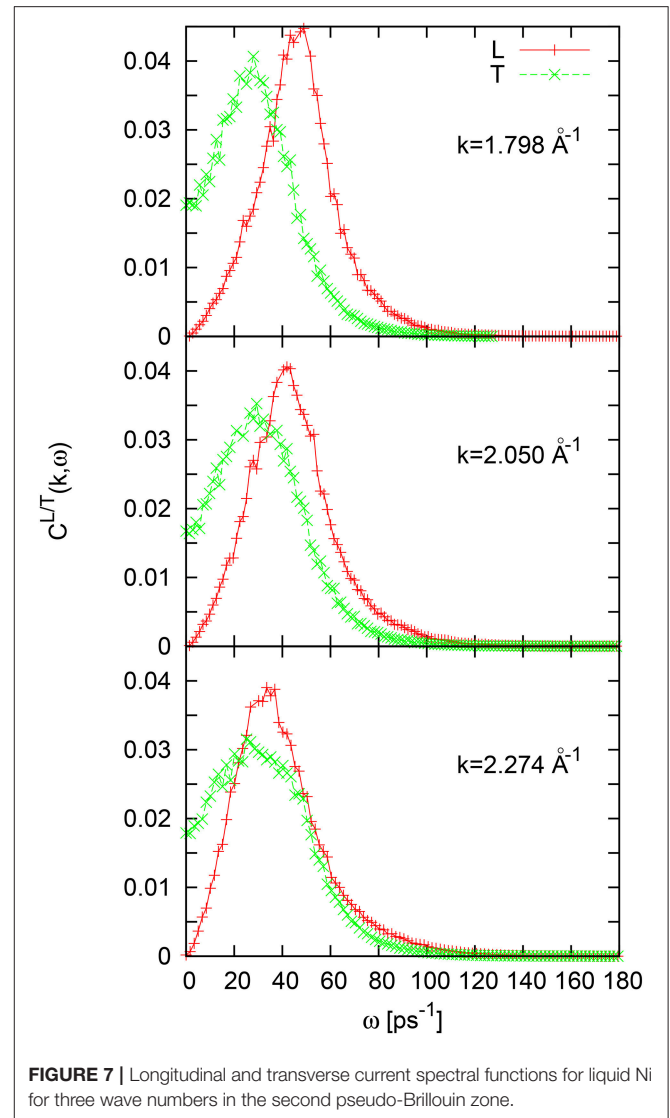 L
T
0.04
k=1.798 Å-1
0.03
0.02
0.01
0
0.04
k=2.050 Å-1
0.03
0.02
0.01
0
C^L/T(k,ω)
0.04
k=2.274 Å-1
0.03
0.02
0.01
0
0 20 40 60 80 100 120 140 160 180
ω [ps-1]
FIGURE 7 | Longitudinal and transverse current spectral functions for liquid Ni
for three wave numbers in the second pseudo-Brillouin zone.